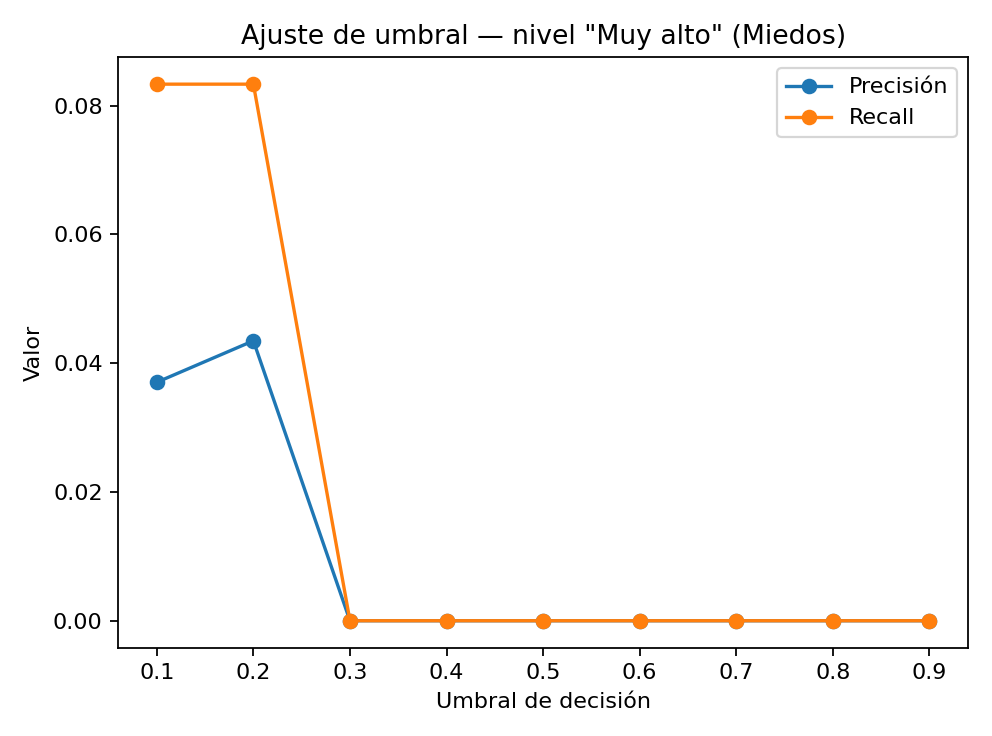 Ajuste de umbral — nivel "Muy alto" (Miedos)
Precisión
Recall
Valor
0.08
0.06
0.04
0.02
0.00
0.1 0.2 0.3 0.4 0.5 0.6 0.7 0.8 0.9
Umbral de decisión